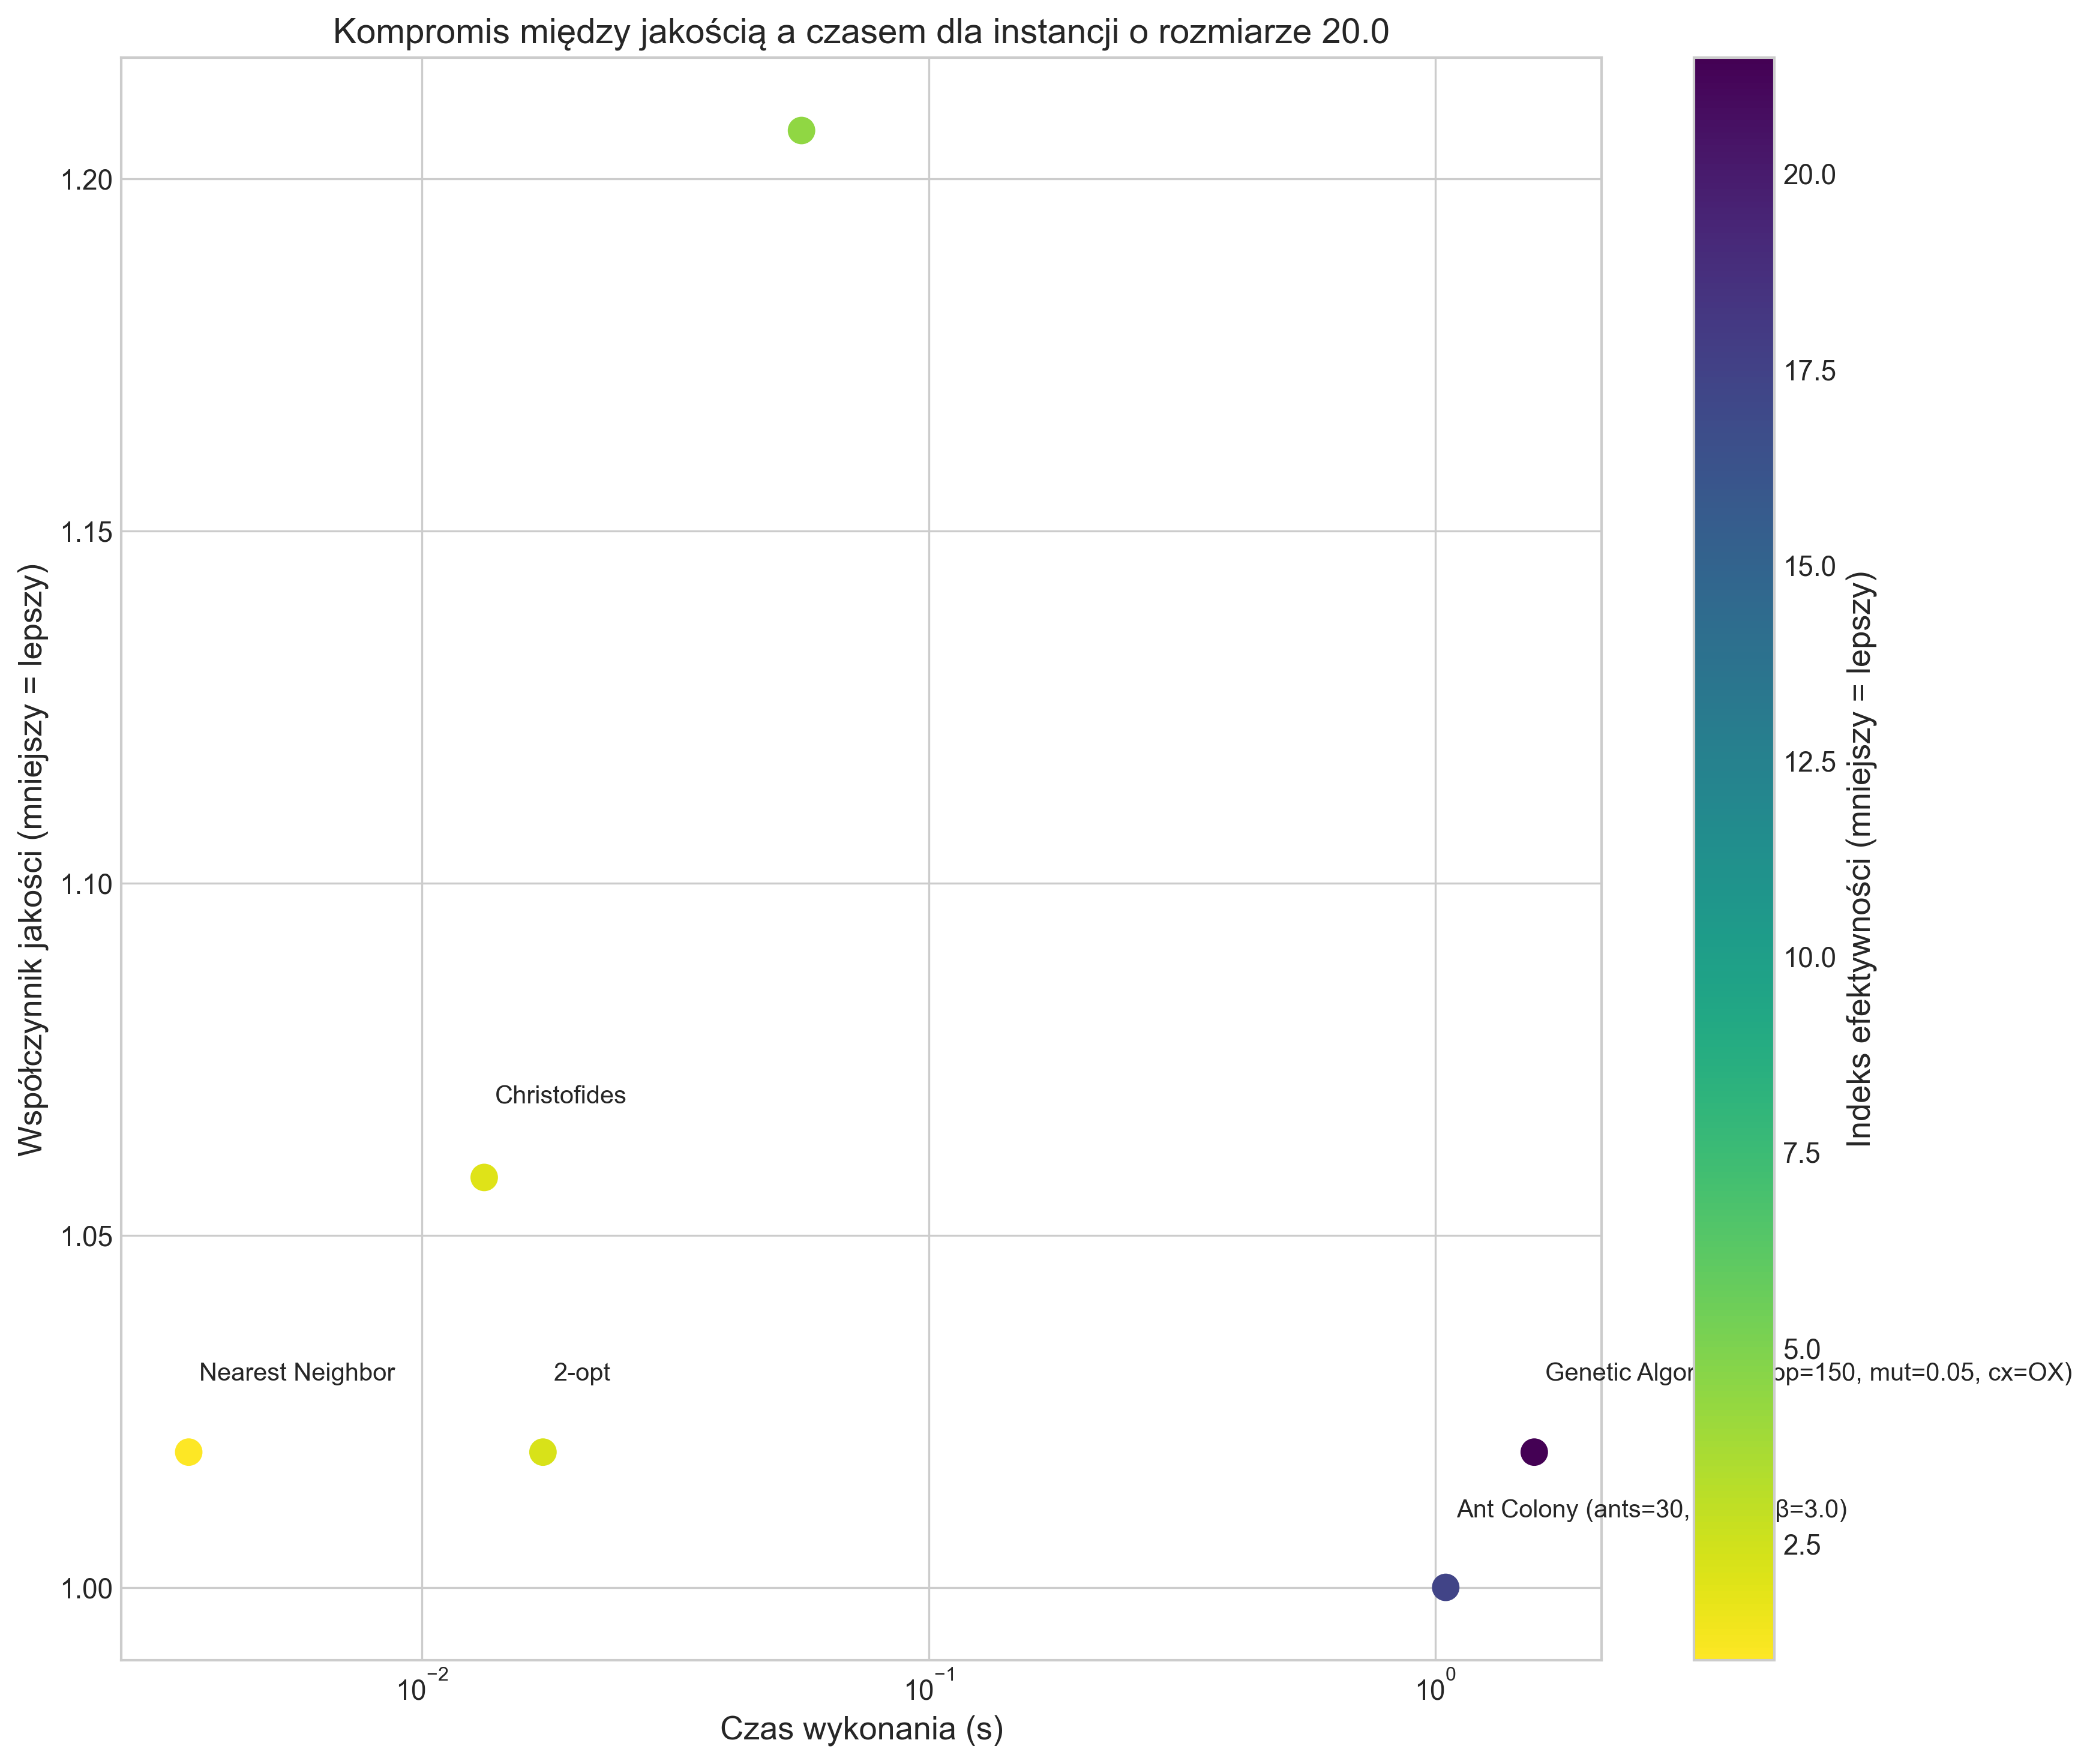 Kompromis między jakością a czasem dla instancji o rozmiarze 20.0
Współczynnik jakości (mniejszy = lepszy)
1.20
1.15
1.10
1.05
1.00
Christofides
Nearest Neighbor
2-opt
Genetic Algor op=150, mut=0.05, cx=OX)
Ant Colony (ants=30, β=3.0)
10⁻²
10⁻¹
10⁰
Czas wykonania (s)
20.0
17.5
15.0
12.5
10.0
7.5
5.0
2.5
Indeks efektywności (mniejszy = lepszy)